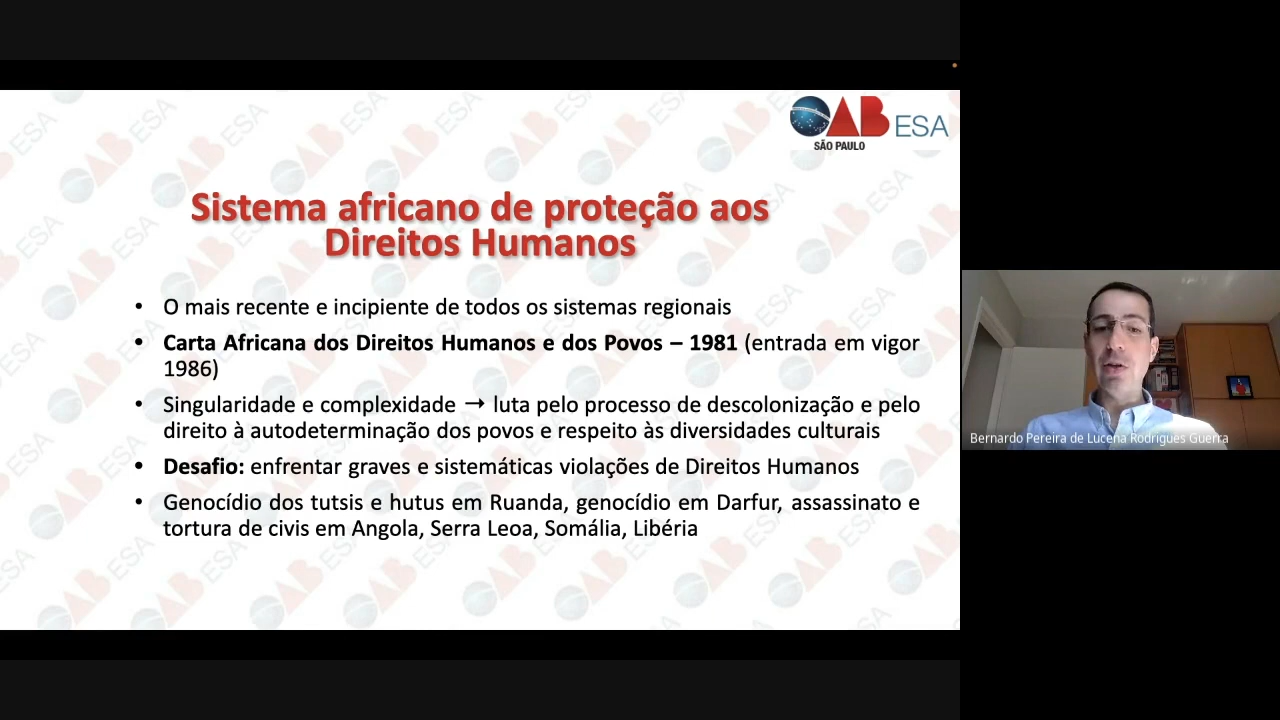 OAB ESA
SÃO PAULO
Sistema africano de proteção aos
Direitos Humanos
• O mais recente e incipiente de todos os sistemas regionais
• Carta Africana dos Direitos Humanos e dos Povos – 1981 (entrada em vigor
1986)
• Singularidade e complexidade → luta pelo processo de descolonização e pelo
direito à autodeterminação dos povos e respeito às diversidades culturais
• Desafio: enfrentar graves e sistemáticas violações de Direitos Humanos
• Genocídio dos tutsis e hutus em Ruanda, genocídio em Darfur, assassinato e
tortura de civis em Angola, Serra Leoa, Somália, Libéria
Bernardo Pereira de Lucena Rodrigues Guerra